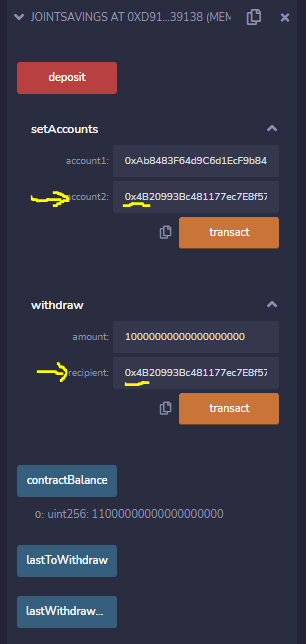 JOINTSAVINGS AT 0XD91...39138 (MEM
deposit
setAccounts
account1: 0xAb8483F64d9C6d1EcF9b84
account2: 0x4B20993Bc481177ec7E8f57
transact
withdraw
amount: 10000000000000000000
recipient: 0x4B20993Bc481177ec7E8f57
transact
contractBalance
0: uint256: 11000000000000000000
lastToWithdraw
lastWithdraw...